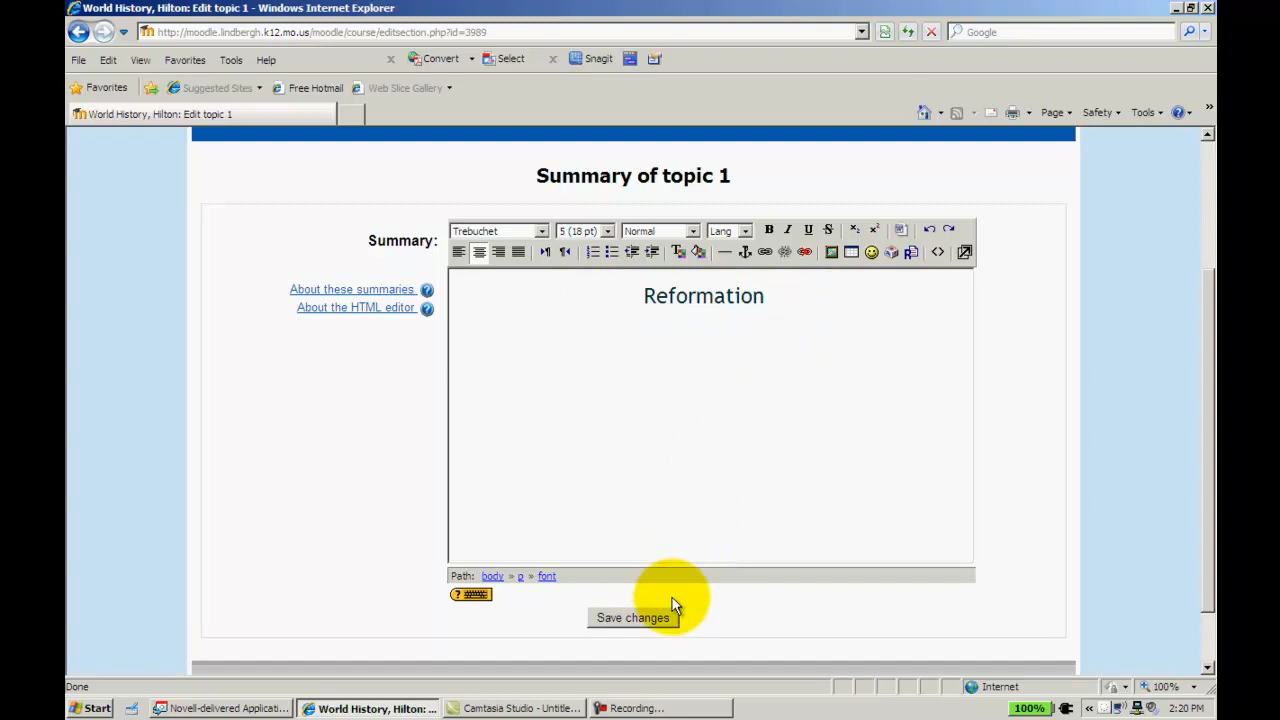 World History, Hilton: Edit topic 1 - Windows Internet Explorer
http://moodle.lindbergh.k12.mo.us/moodle/course/editsection.php?id=3989
Google
File Edit View Favorites Tools Help
x Convert Select x Snagit
Favorites Suggested Sites Free Hotmail Web Slice Gallery
World History, Hilton: Edit topic 1
Page Safety Tools »
Summary of topic 1
Summary:
Trebuchet 5 (18 pt) Normal Lang B I U S
About these summaries
About the HTML editor
Reformation
Path: body » p » font
Save changes
Done
Internet
100%
Start Novell-delivered Applicati... World History, Hilton: ... Camtasia Studio - Untitle... Recording...
100% « 2:20 PM